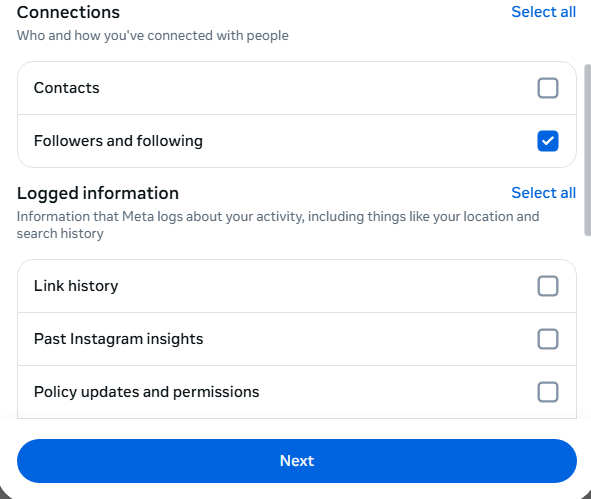 Connections
Select all
Who and how you've connected with people
Contacts
Followers and following
Logged information
Select all
Information that Meta logs about your activity, including things like your location and
search history
Link history
Past Instagram insights
Policy updates and permissions
Next